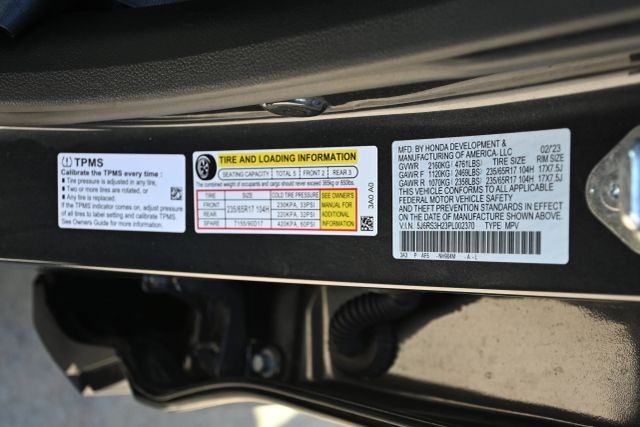 TPMS
Calibrate the TPMS every time :
• Tire pressure is adjusted in any tire,
• Two or more tires are rotated, or
• Any tire is replaced.
If the TPMS indicator comes on, adjust pressure
of all tires to label setting and calibrate TPMS.
See Owners Guide for more information.
TIRE AND LOADING INFORMATION
SEATING CAPACITY TOTAL 5 FRONT 2 REAR 3
The combined weight of occupants and cargo should never exceed 385kg or 850lbs.
TIRE SIZE COLD TIRE PRESSURE
FRONT 235/65R17 104H 230KPA, 33PSI
REAR 230KPA, 33PSI
SPARE T155/90D17 420KPA, 60PSI
SEE OWNER'S
MANUAL FOR
ADDITIONAL
INFORMATION
3A0 A0
MFD. BY HONDA DEVELOPMENT & 02/23
MANUFACTURING OF AMERICA, LLC
GVWR 2160KG( 4761LBS) TIRE SIZE RIM SIZE
GAWR F 1120KG( 2469LBS) 235/65R17 104H 17X7.5J
GAWR R 1070KG( 2358LBS) 235/65R17 104H 17X7.5J
THIS VEHICLE CONFORMS TO ALL APPLICABLE
FEDERAL MOTOR VEHICLE SAFETY
AND THEFT PREVENTION STANDARDS IN EFFECT
ON THE DATE OF MANUFACTURE SHOWN ABOVE.
V.I.N. 5J6RS3H23PL002370 TYPE MPV
3A3 P AFS -NH904M -A -L